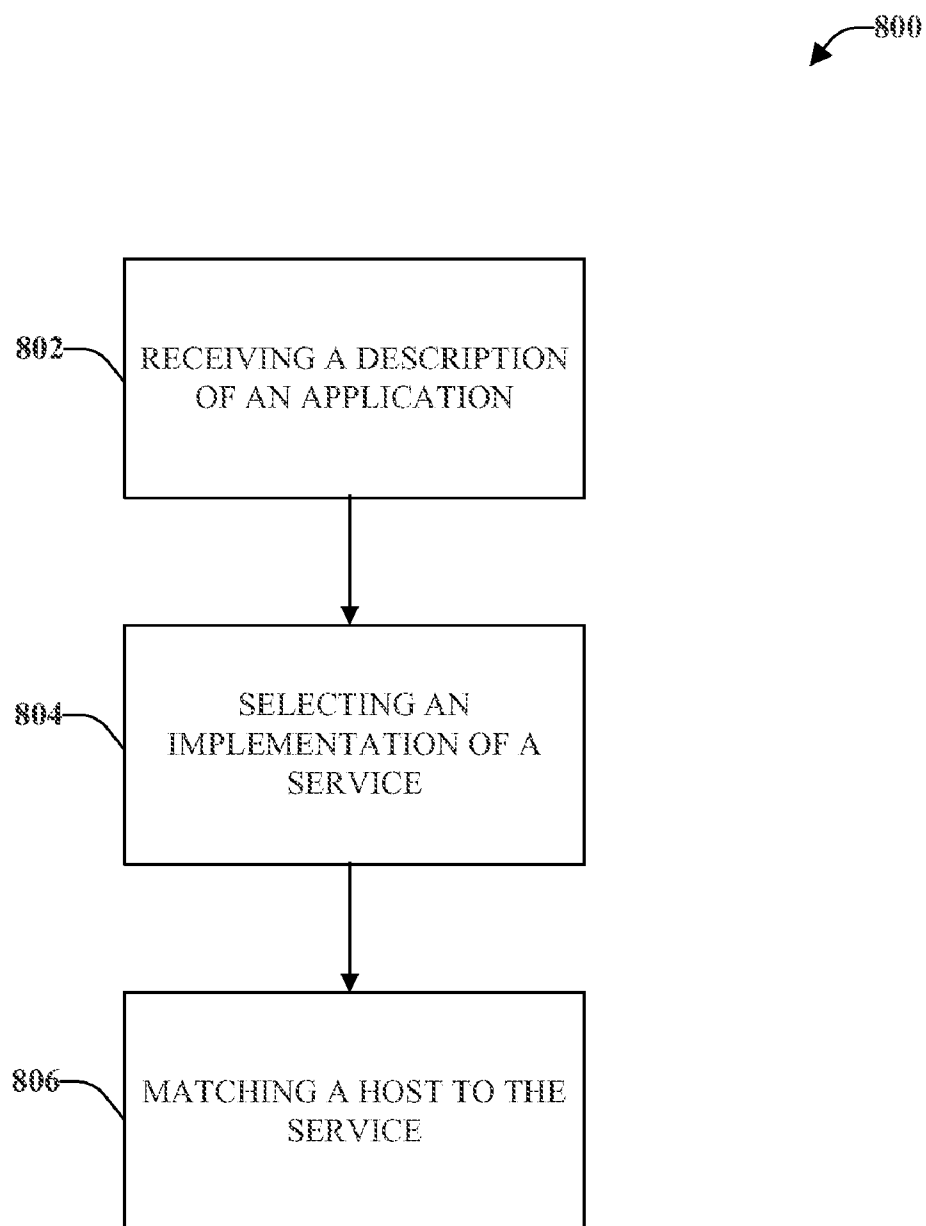 800
802
RECEIVING A DESCRIPTION
OF AN APPLICATION
804
SELECTING AN
IMPLEMENTATION OF A
SERVICE
806
MATCHING A HOST TO THE
SERVICE